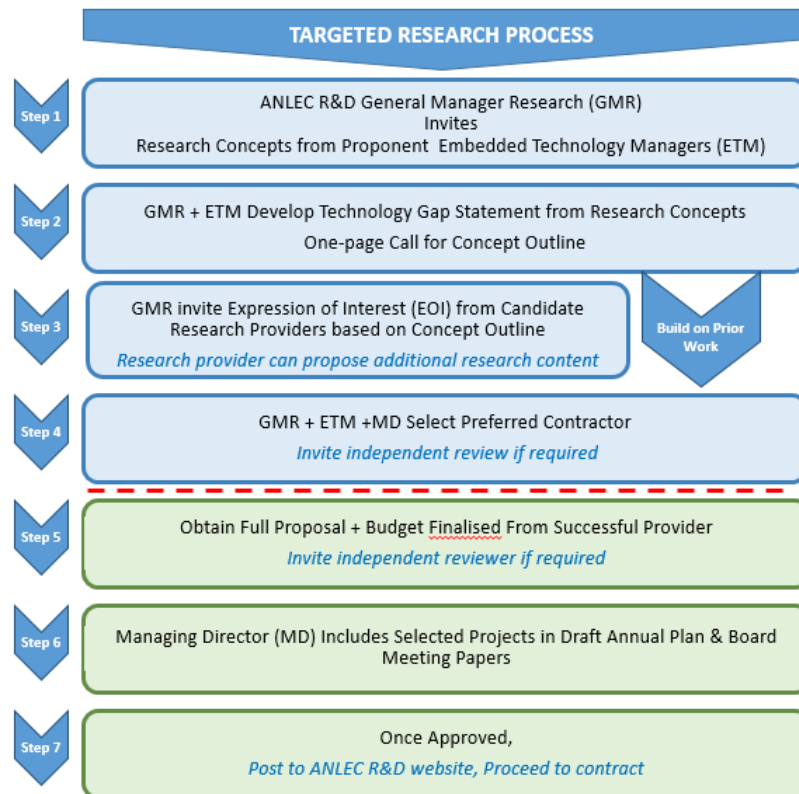 TARGETED RESEARCH PROCESS
Step 1
ANLEC R&D General Manager Research (GMR)
Invites
Research Concepts from Proponent Embedded Technology Managers (ETM)
Step 2
GMR + ETM Develop Technology Gap Statement from Research Concepts
One-page Call for Concept Outline
Step 3
GMR invite Expression of Interest (EOI) from Candidate
Research Providers based on Concept Outline
Research provider can propose additional research content
Build on Prior
Work
Step 4
GMR + ETM +MD Select Preferred Contractor
Invite independent review if required
Step 5
Obtain Full Proposal + Budget Finalised From Successful Provider
Invite independent reviewer if required
Step 6
Managing Director (MD) Includes Selected Projects in Draft Annual Plan & Board
Meeting Papers
Step 7
Once Approved,
Post to ANLEC R&D website, Proceed to contract